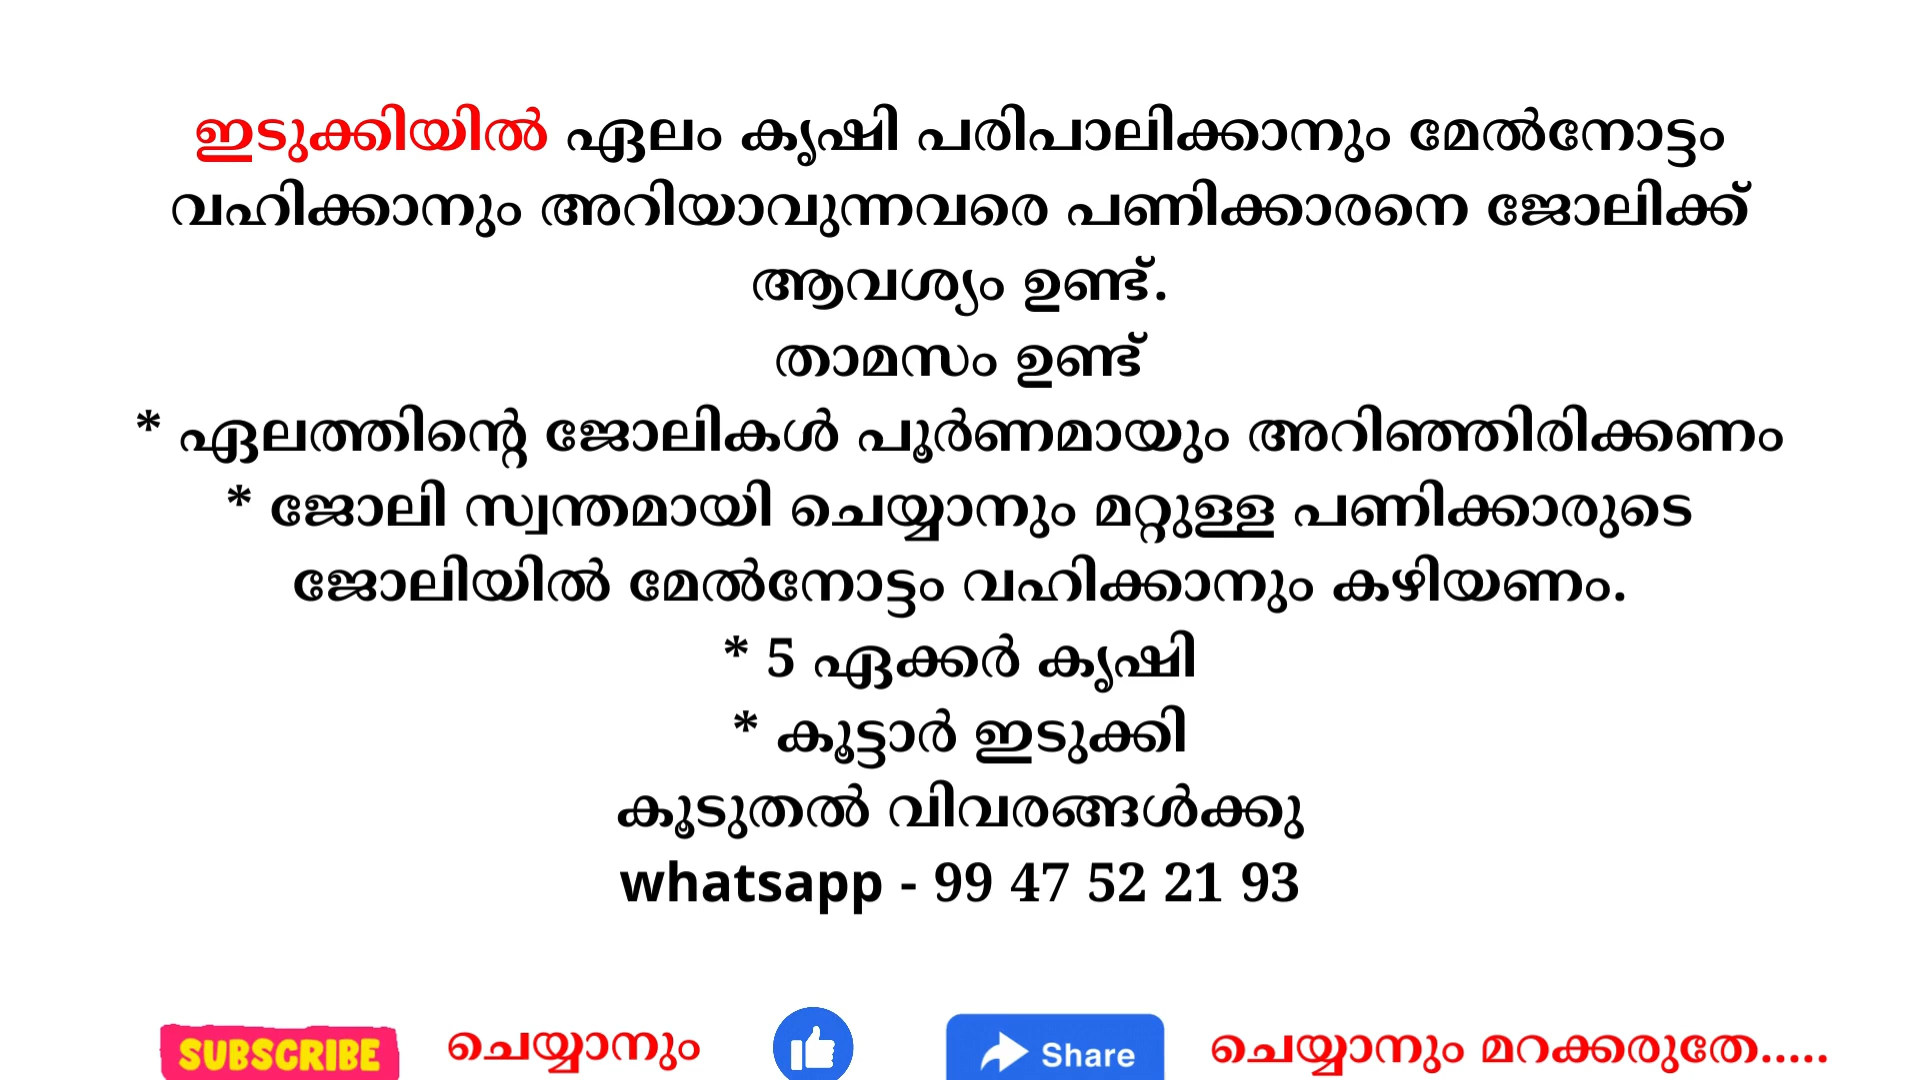 ഇടുക്കിയിൽ ഏലം കൃഷി പരിപാലിക്കാനും മേൽനോട്ടം
വഹിക്കാനും അറിയാവുന്നവരെ പണിക്കാരനെ ജോലിക്ക്
ആവശ്യം ഉണ്ട്.
താമസം ഉണ്ട്
* ഏലത്തിന്റെ ജോലികൾ പൂർണമായും അറിഞ്ഞിരിക്കണം
* ജോലി സ്വന്തമായി ചെയ്യാനും മറ്റുള്ള പണിക്കാരുടെ
ജോലിയിൽ മേൽനോട്ടം വഹിക്കാനും കഴിയണം.
* 5 ഏക്കർ കൃഷി
* കൂട്ടാർ ഇടുക്കി
കൂടുതൽ വിവരങ്ങൾക്കു
whatsapp - 99 47 52 21 93
SUBSCRIBE ചെയ്യാനും Share ചെയ്യാനും മറക്കരുതേ.....